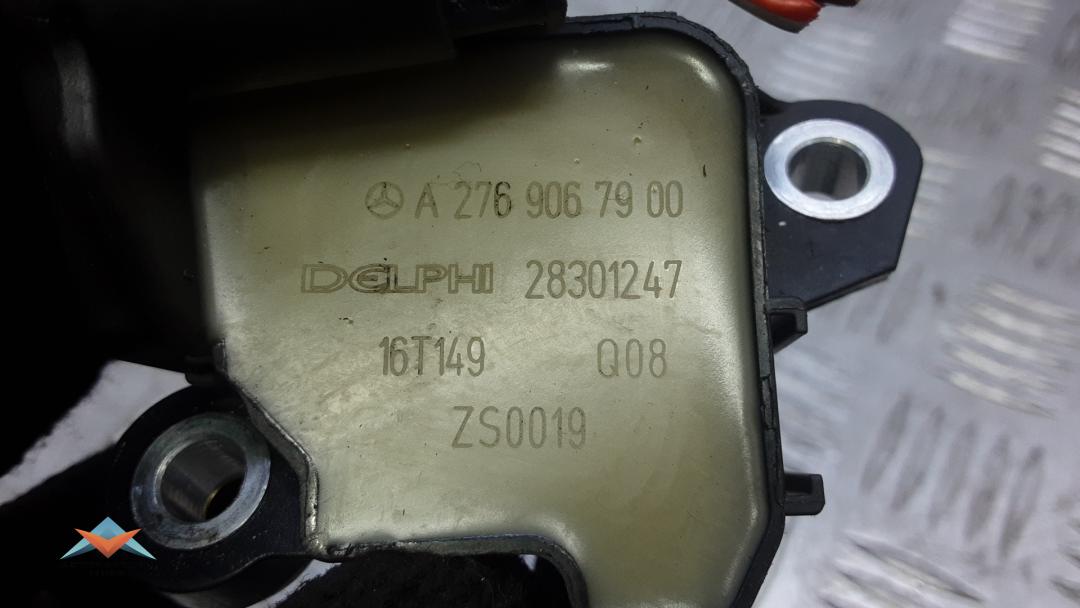 A 276 906 79 00
DELPHI 28301247
16T149 Q08
ZS0019